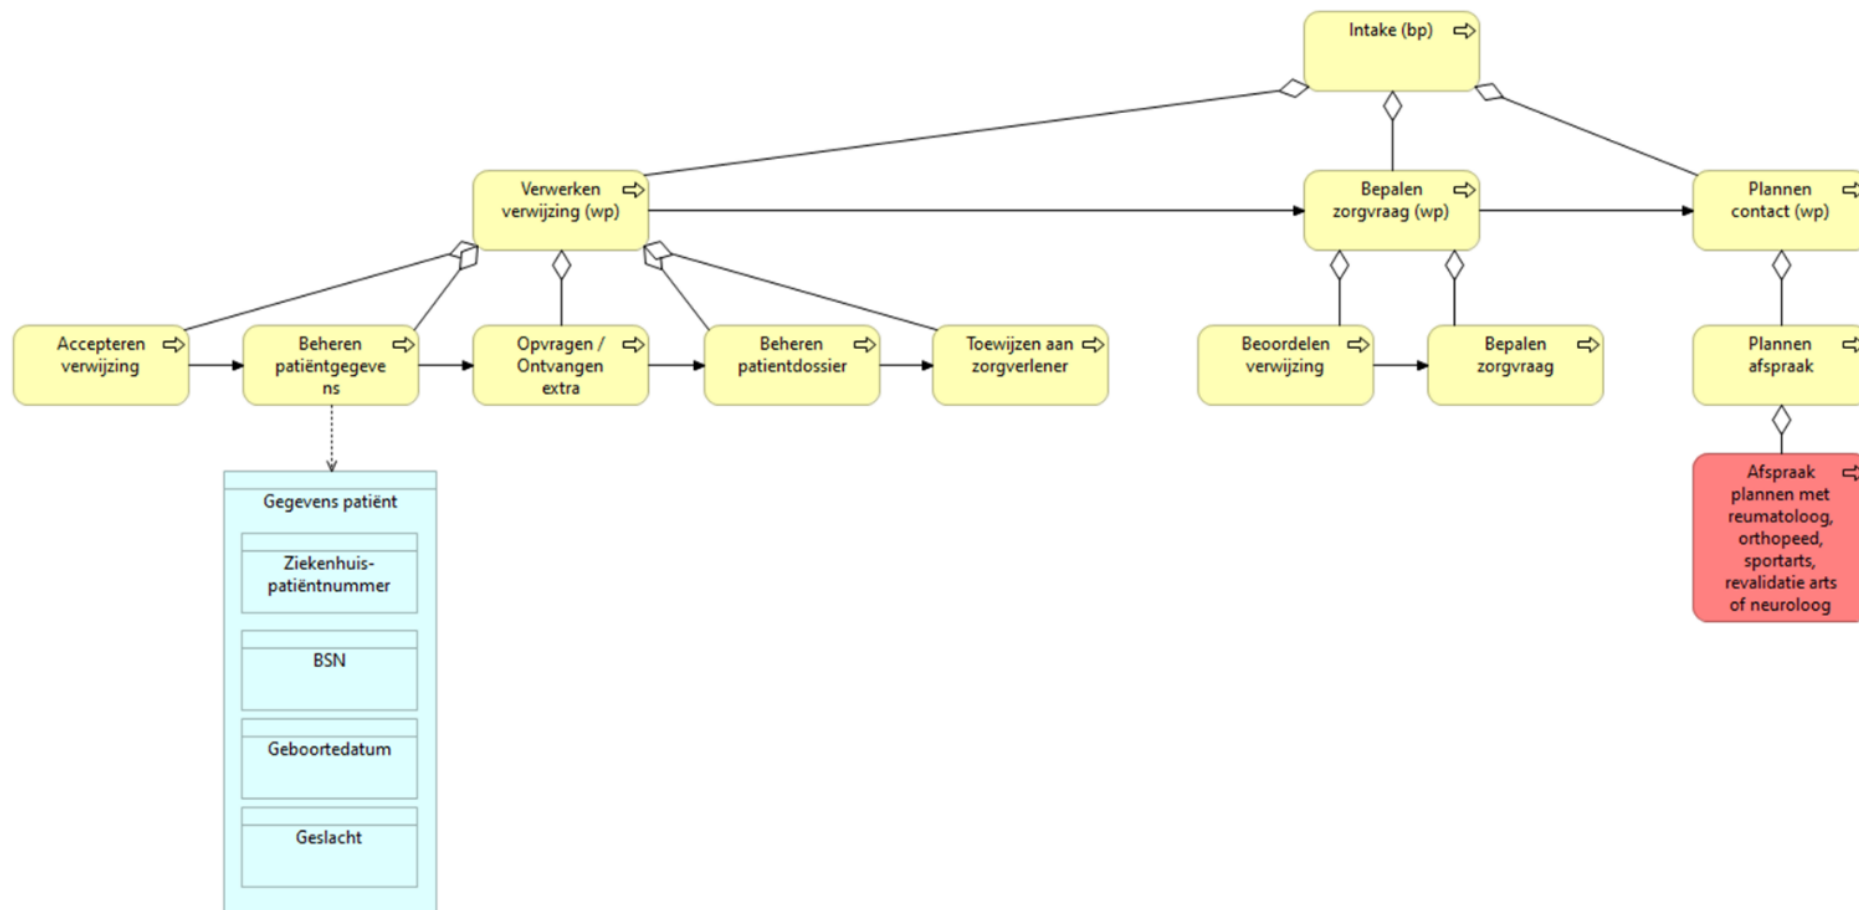 Intake (bp)
Verwerken
verwijzing (wp)
Bepalen
zorgvraag (wp)
Plannen
contact (wp)
Accepteren
verwijzing
Beheren
patiëntgegeve
ns
Opvragen /
Ontvangen
extra
Beheren
patientdossier
Toewijzen aan
zorgverlener
Beoordelen
verwijzing
Bepalen
zorgvraag
Plannen
afspraak
Afspraak
plannen met
reumatoloog,
orthopeed,
sportarts,
revalidatie arts
of neuroloog
Gegevens patiënt
Ziekenhuis-
patiëntnummer
BSN
Geboortedatum
Geslacht